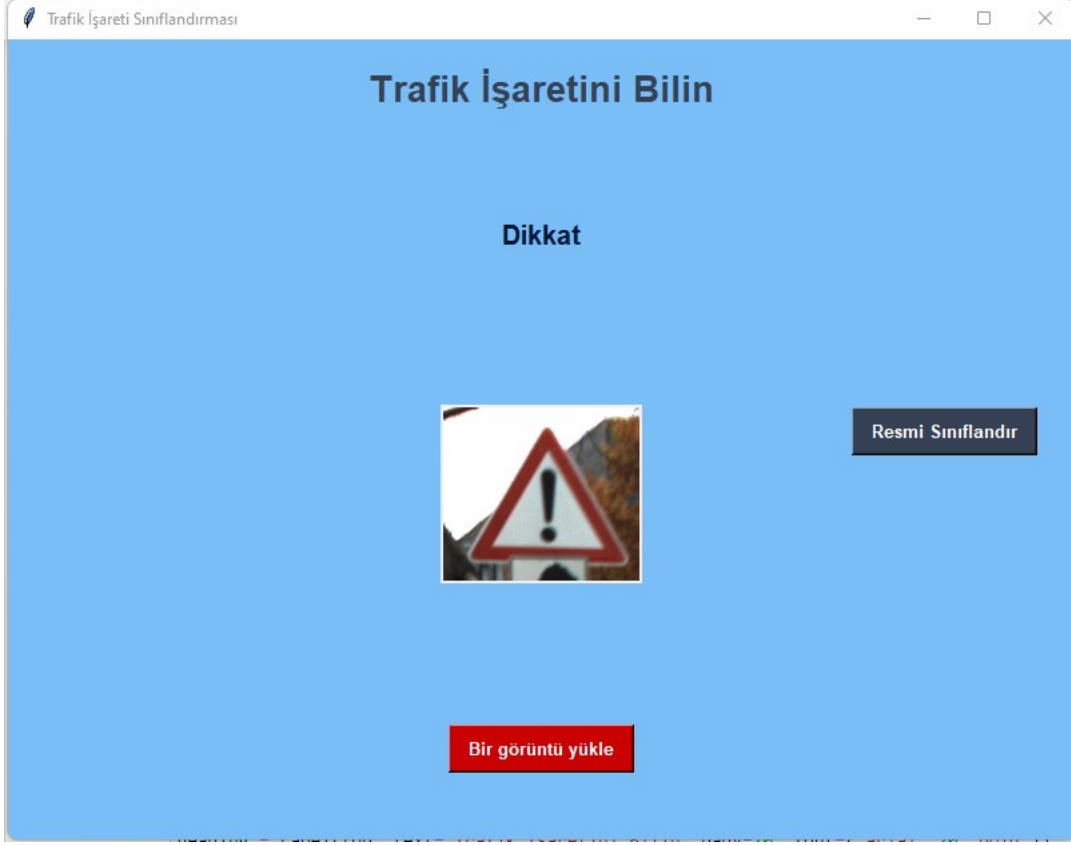 Trafik İşareti Sınıflandırması
Trafik İşaretini Bilin
Dikkat
Resmi Sınıflandır
!
Bir görüntü yükle